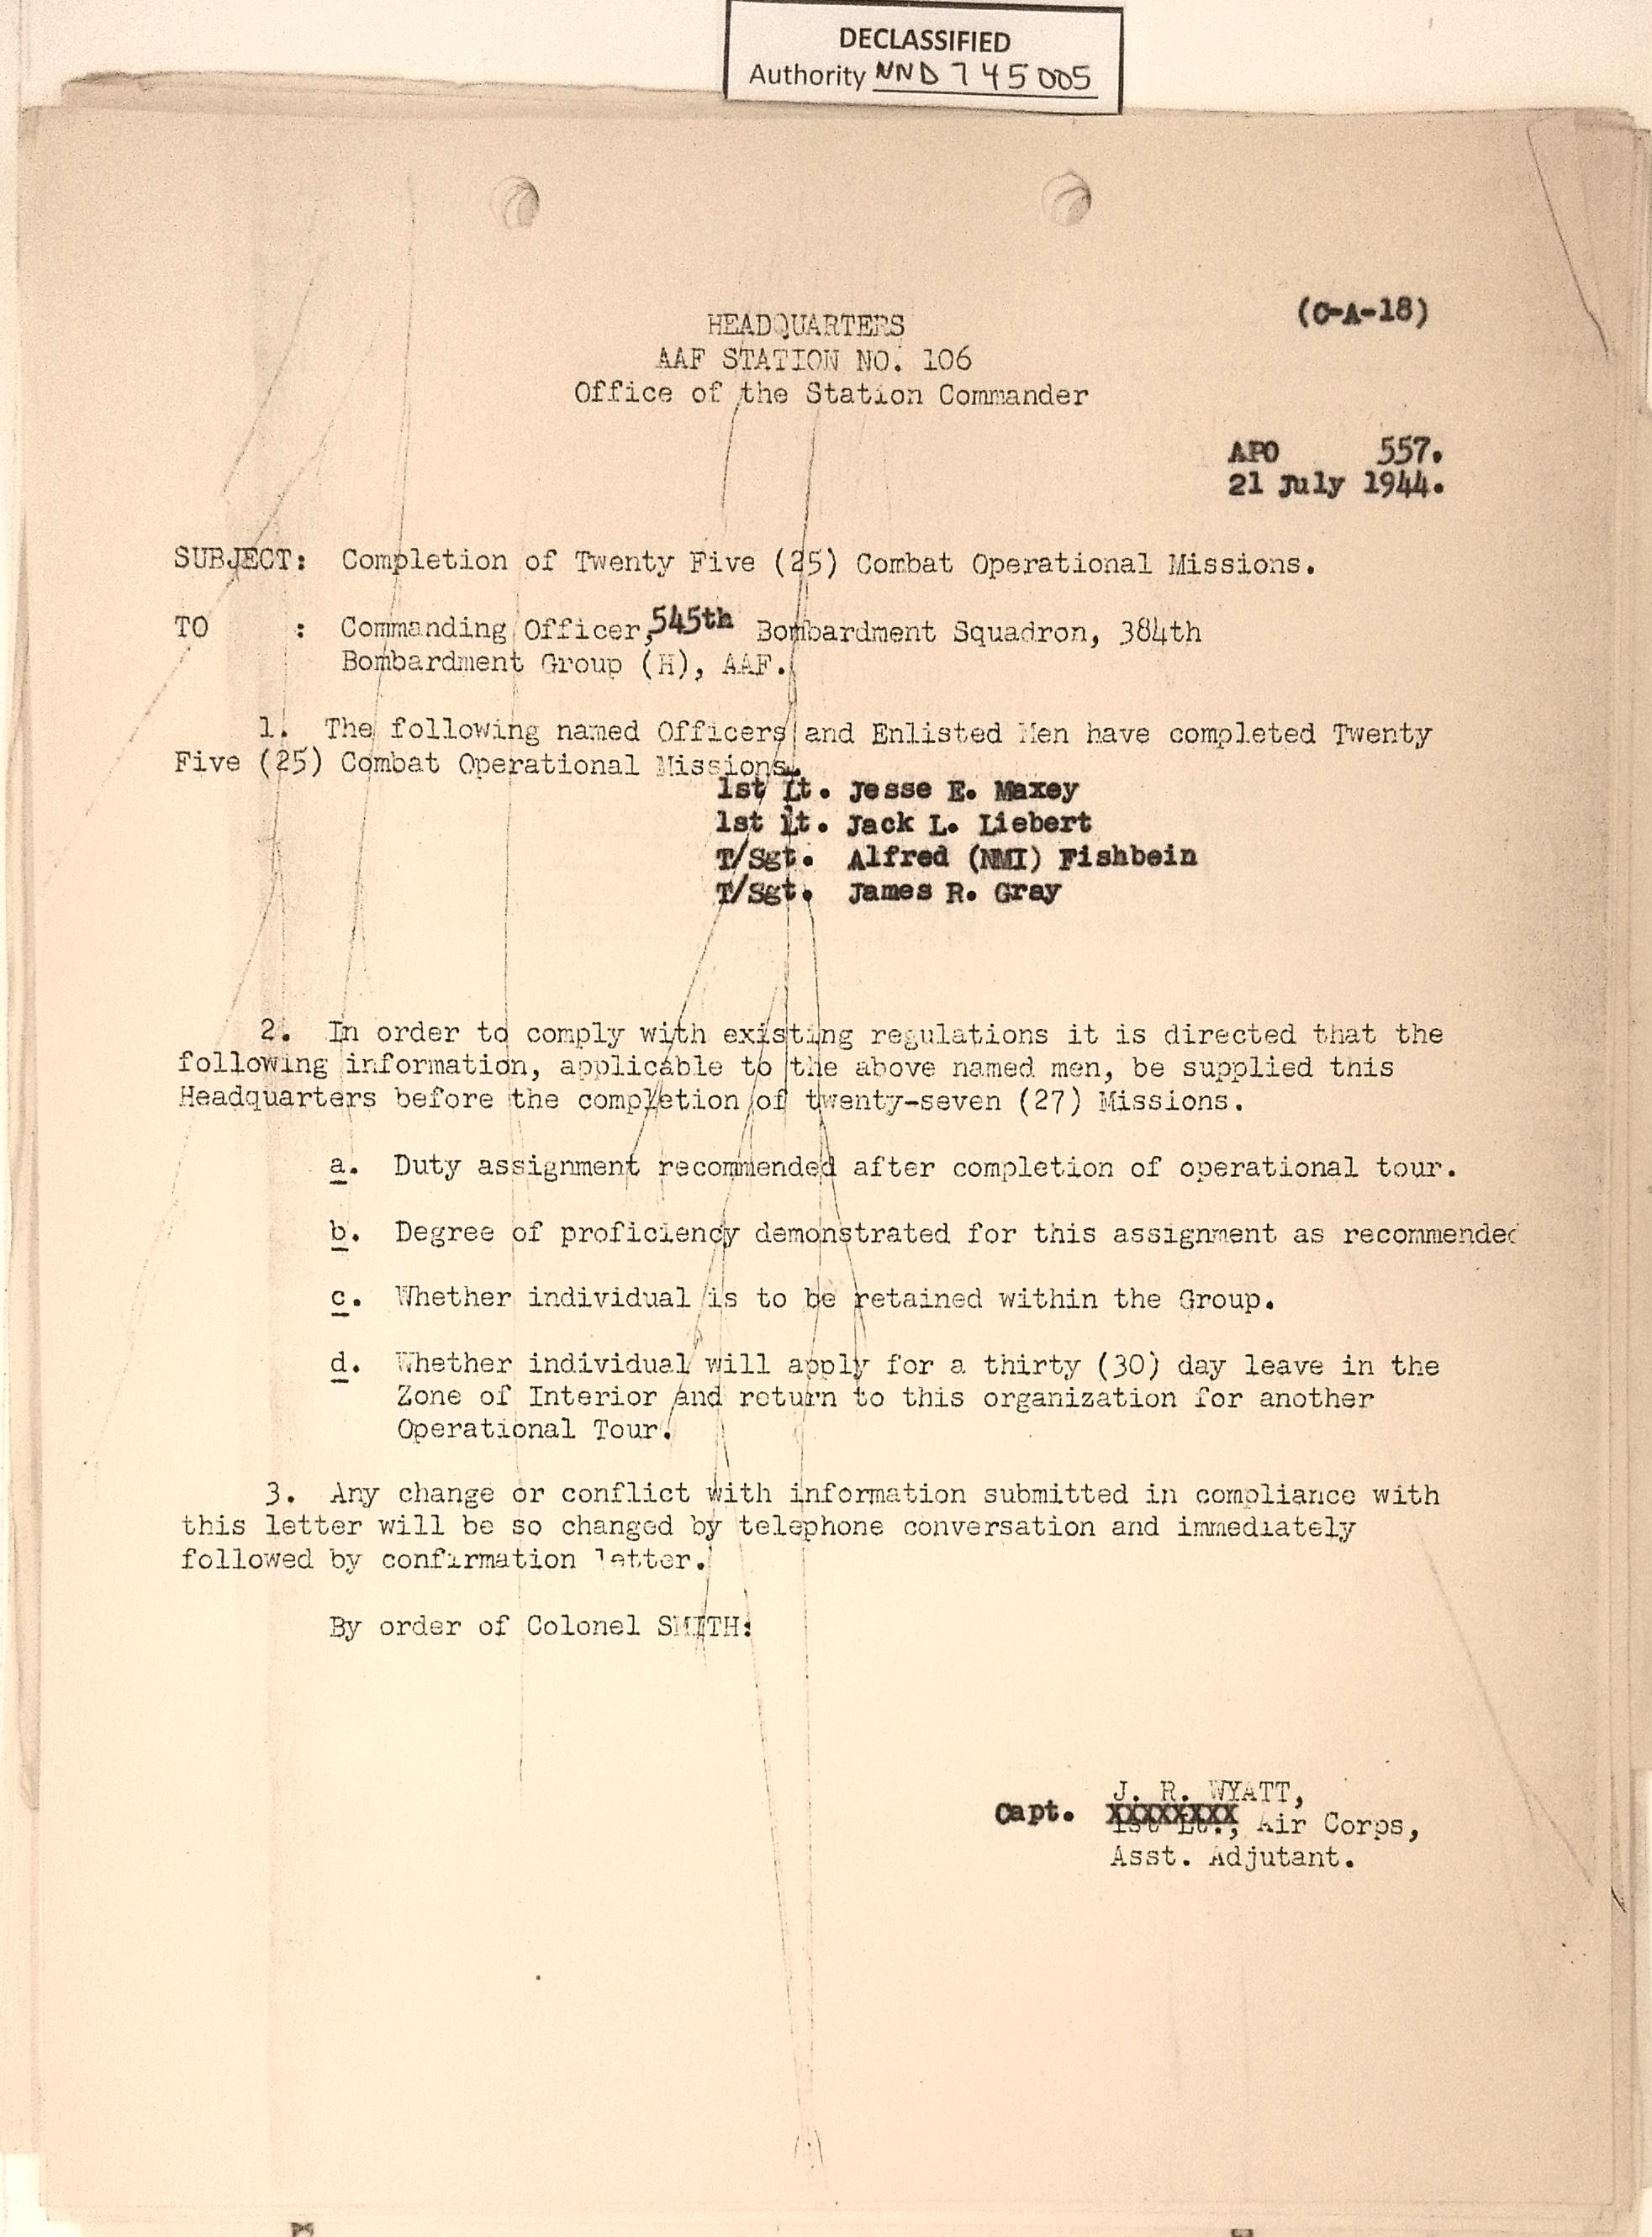 DECLASSIFIED
Authority NND 745005
(C-A-18)
HEADQUARTERS
AAF STATION NO. 106
Office of the Station Commander
APO 557.
21 July 1944.
SUBJECT: Completion of Twenty Five (25) Combat Operational Missions.
TO : Commanding Officer, 545th Bombardment Squadron, 384th
Bombardment Group (H), AAF.
1. The following named Officers and Enlisted Men have completed Twenty
Five (25) Combat Operational Missions.
1st Lt. Jesse E. Maxey
1st Lt. Jack L. Liebert
T/Sgt. Alfred (NMI) Fishbein
T/Sgt. James R. Gray
2. In order to comply with existing regulations it is directed that the
following information, applicable to the above named men, be supplied this
Headquarters before the completion of twenty-seven (27) Missions.
a. Duty assignment recommended after completion of operational tour.
b. Degree of proficiency demonstrated for this assignment as recommended
c. Whether individual is to be retained within the Group.
d. Whether individual will apply for a thirty (30) day leave in the
Zone of Interior and return to this organization for another
Operational Tour.
3. Any change or conflict with information submitted in compliance with
this letter will be so changed by telephone conversation and immediately
followed by confirmation letter.
By order of Colonel SMITH:
J. R. WYATT,
Capt. XXXXXXXX Air Corps,
Asst. Adjutant.